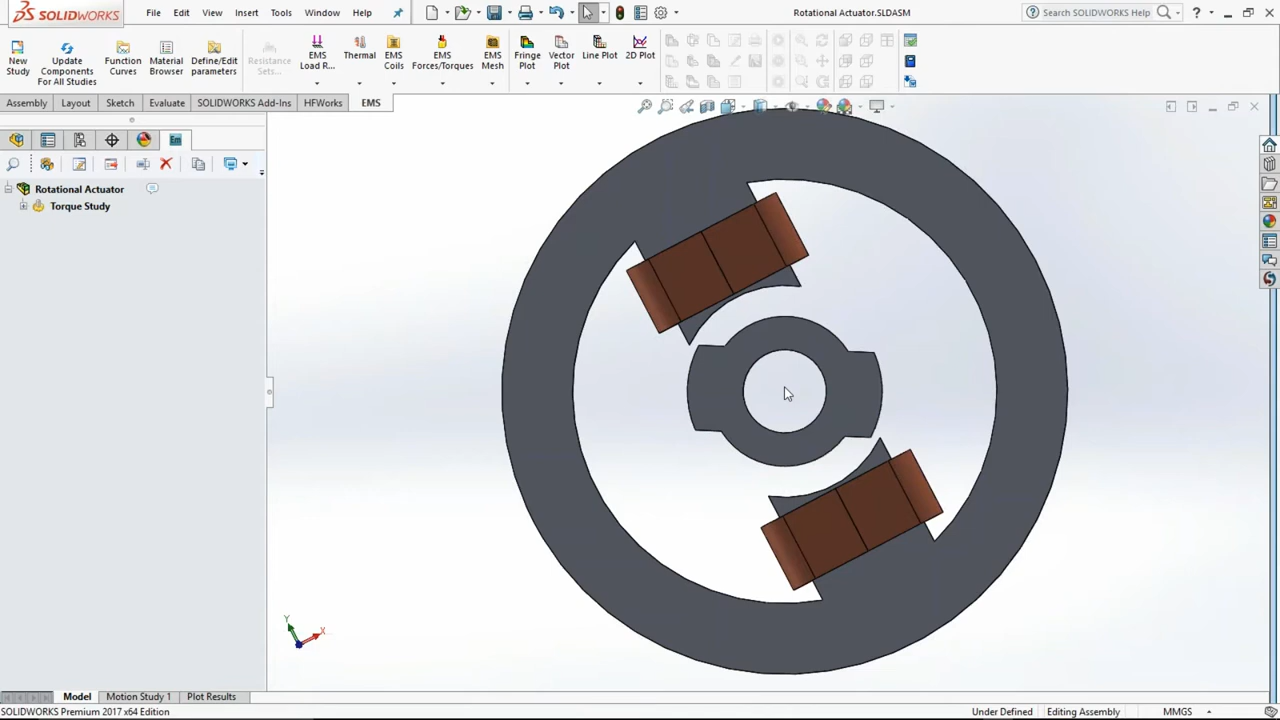 SOLIDWORKS
File Edit View Insert Tools Window Help
Rotational Actuator.SLDASM
Search SOLIDWORKS Help
New Study
Update Components For All Studies
Function Curves
Material Browser
Define/Edit parameters
Resistance Sets...
EMS Load R...
Thermal
EMS Coils
EMS Forces/Torques
EMS Mesh
Fringe Plot
Vector Plot
Line Plot
2D Plot
Assembly Layout Sketch Evaluate SOLIDWORKS Add-Ins HFWorks EMS
Rotational Actuator
Torque Study
Y
X
Model Motion Study 1 Plot Results
SOLIDWORKS Premium 2017 x64 Edition
Under Defined Editing Assembly MMGS